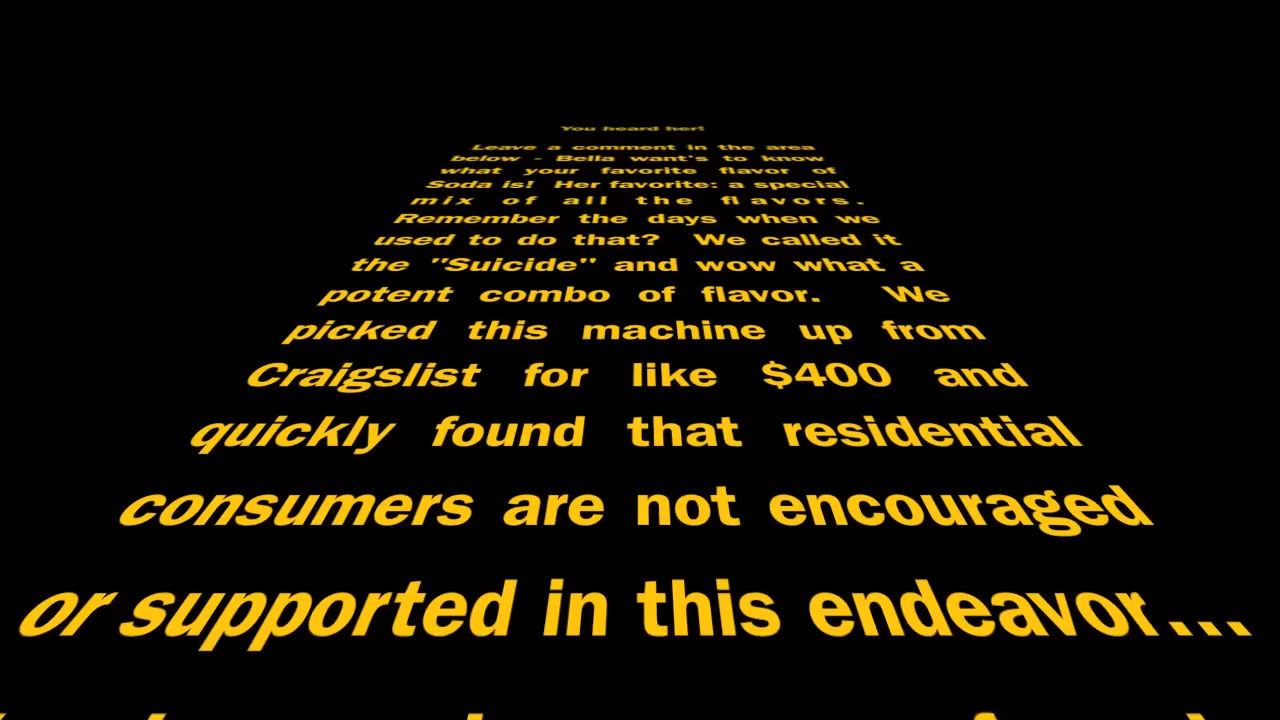 You heard her!
Leave a comment in the area
below - Bella want's to know
what your favorite flavor of
Soda is! Her favorite: a special
mix of all the flavors.
Remember the days when we
used to do that? We called it
the "Suicide" and wow what a
potent combo of flavor. We
picked this machine up from
Craigslist for like $400 and
quickly found that residential
consumers are not encouraged
or supported in this endeavor...